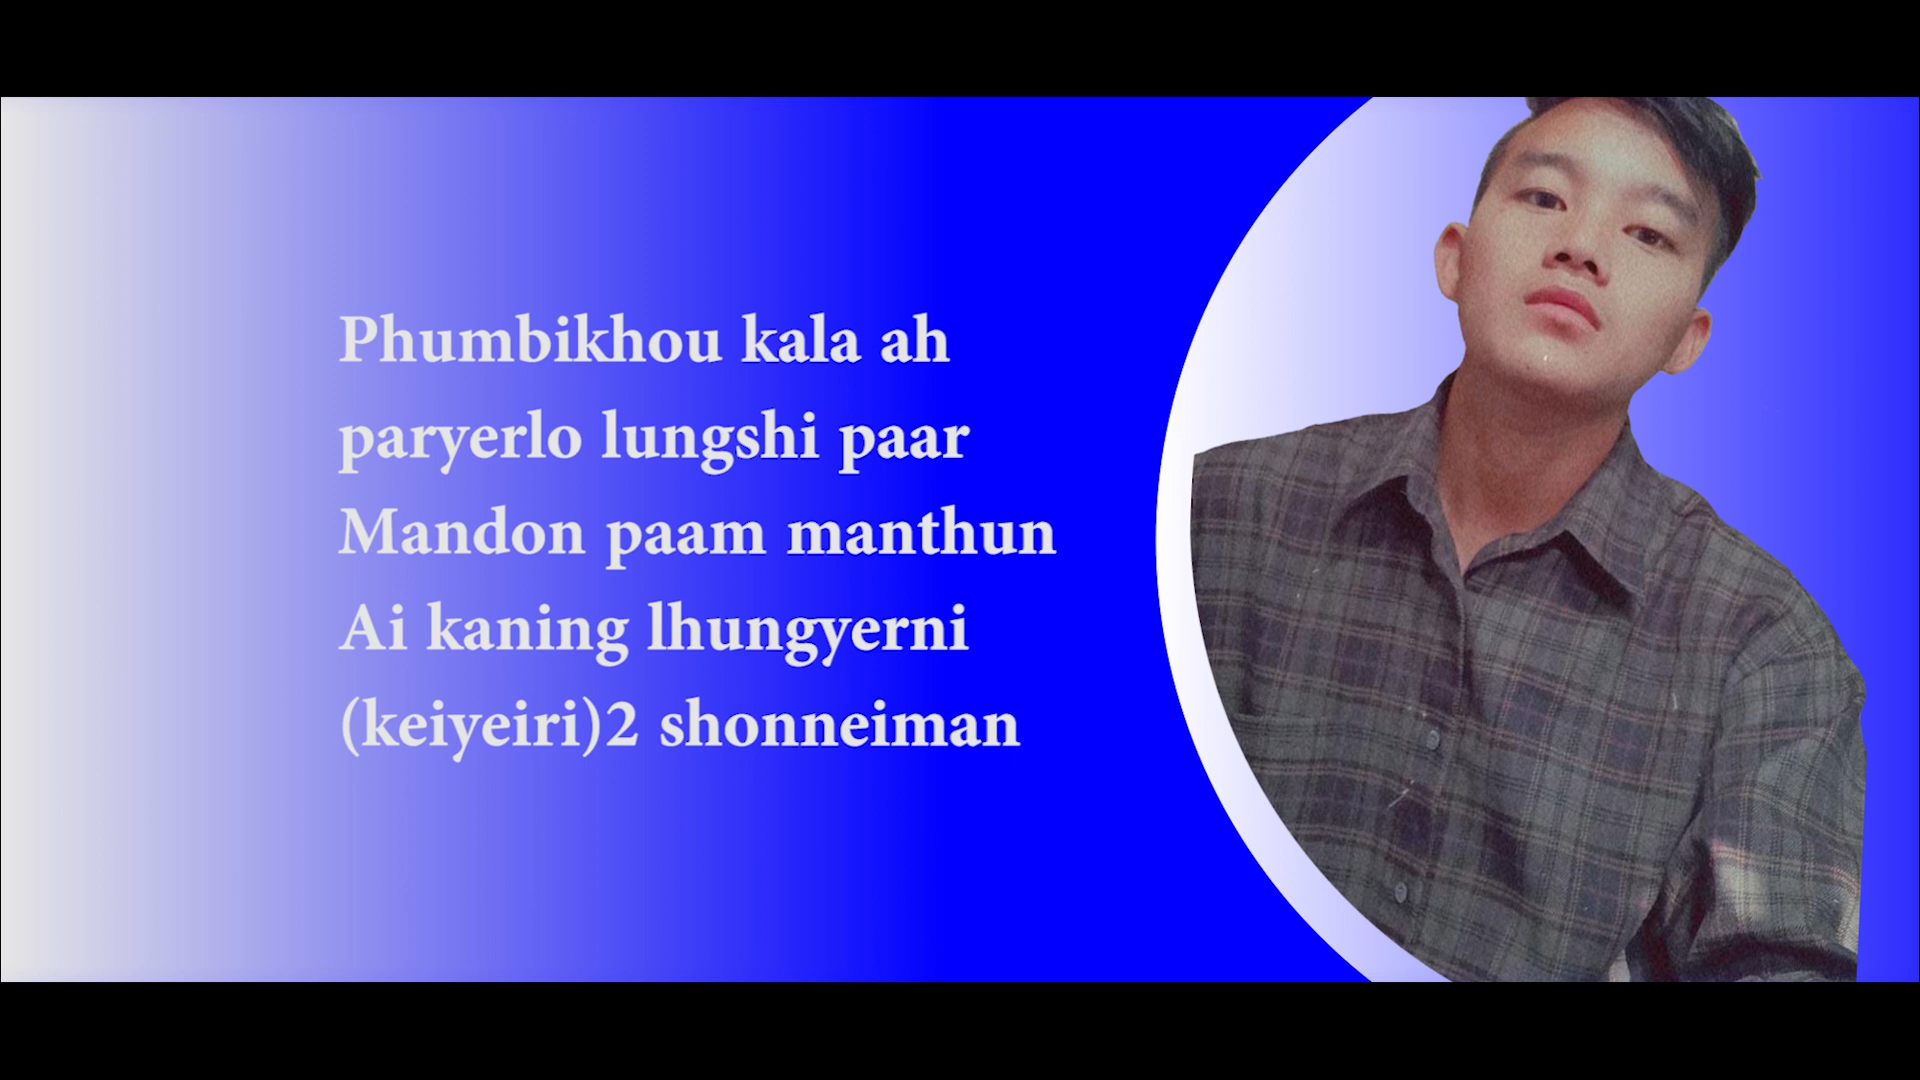 Phumbikhou kala ah
paryerlo lungshi paar
Mandon paam manthun
Ai kaning lhungyerni
(keiyeiri)2 shonneiman